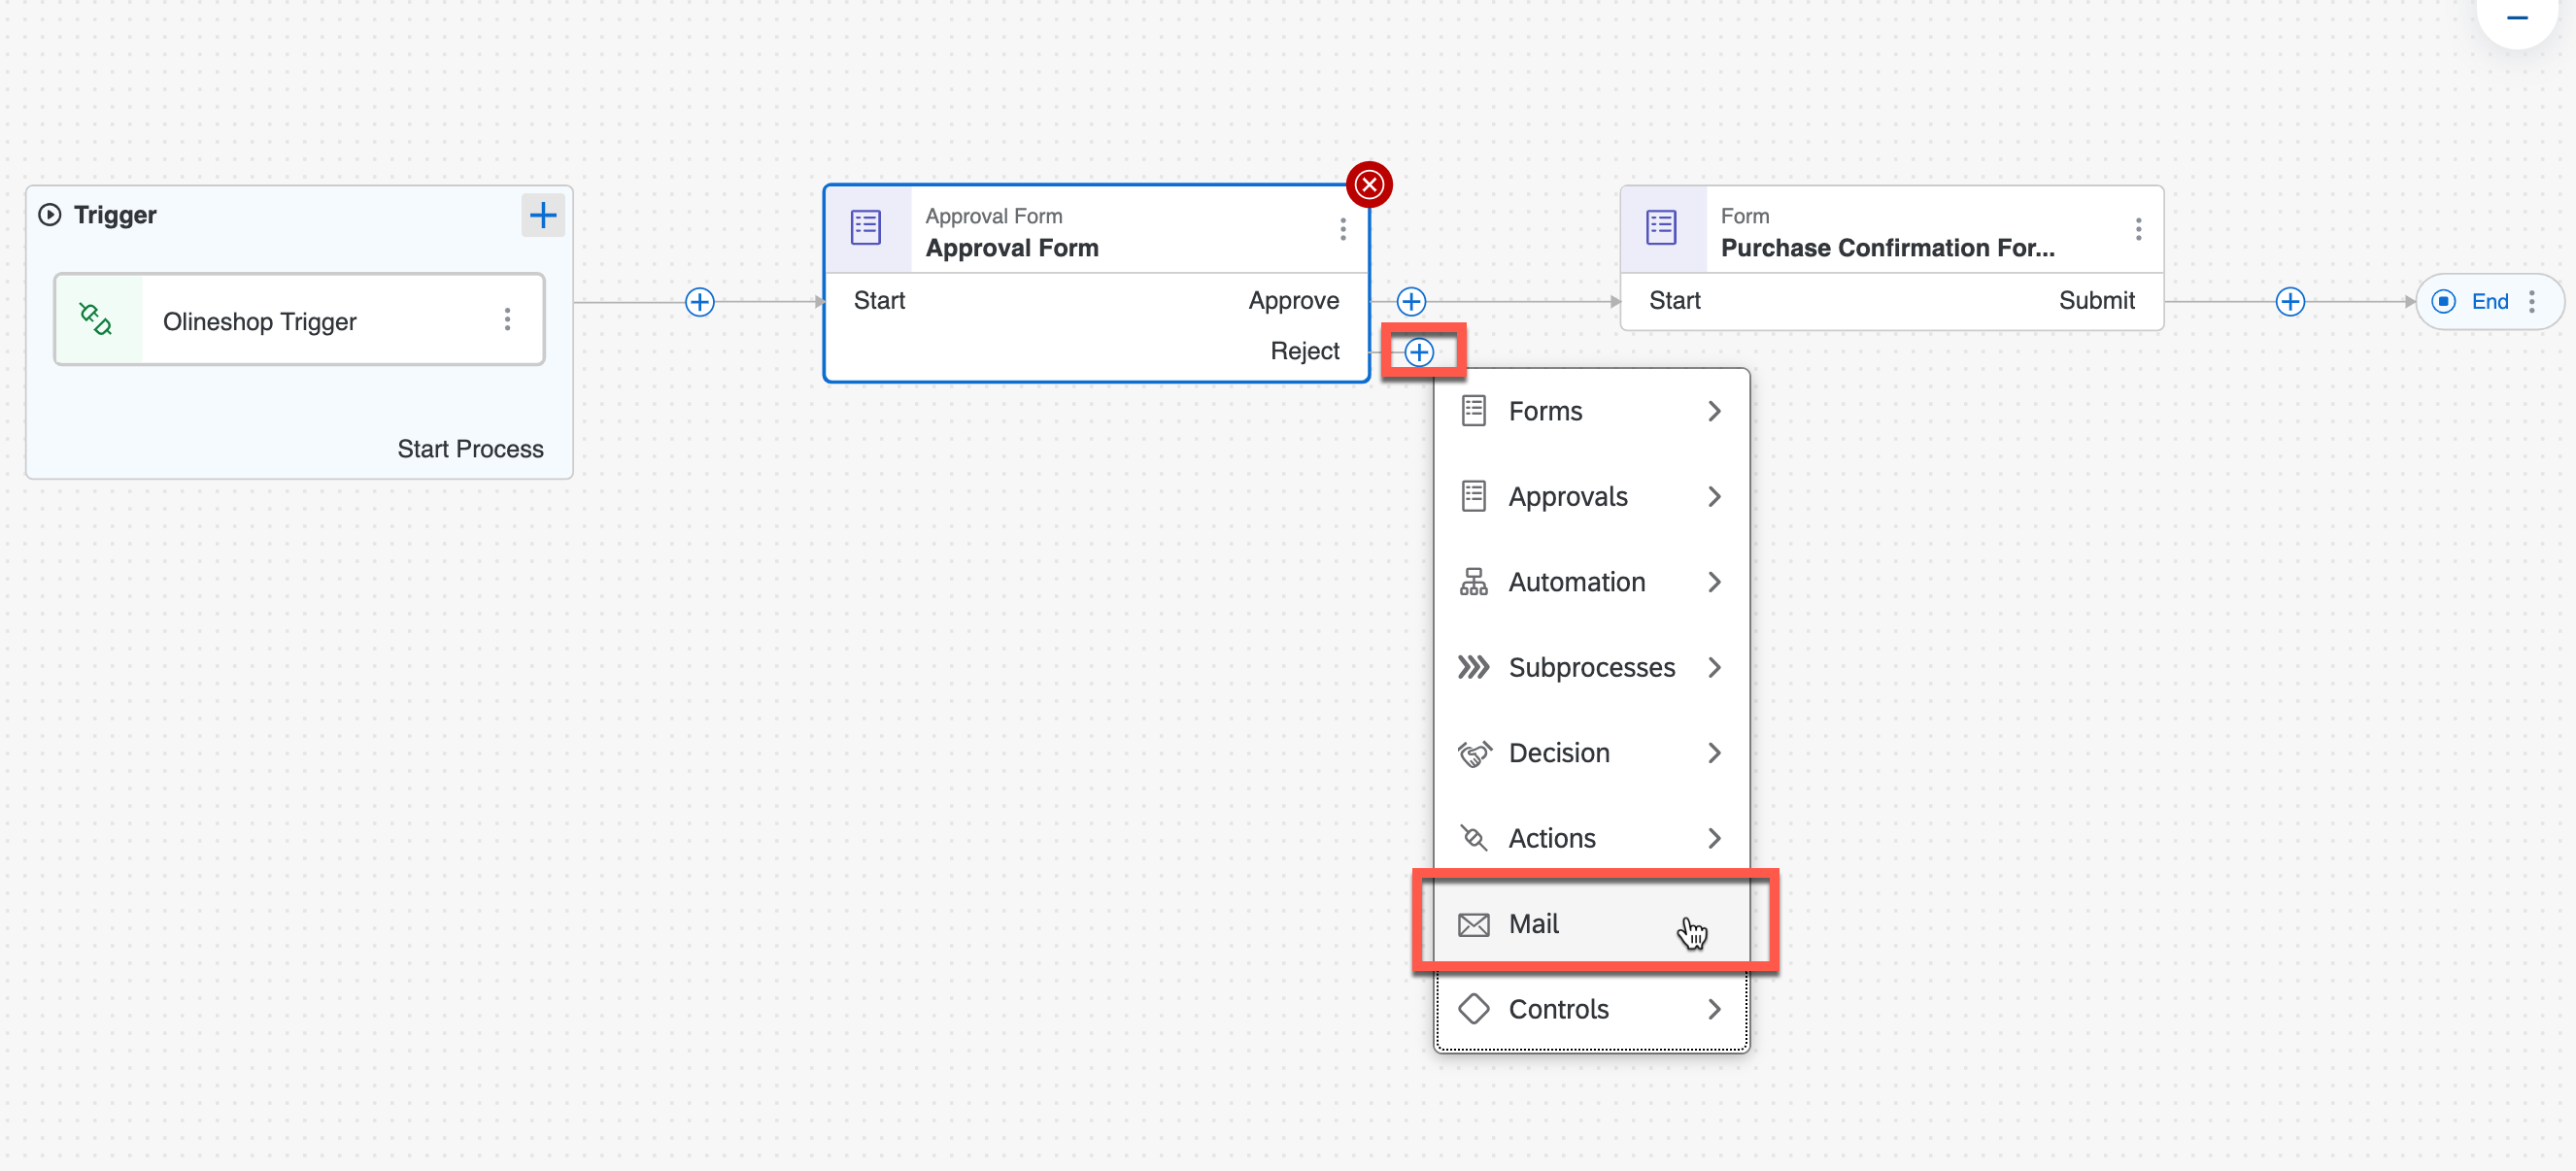 Trigger
Olineshop Trigger
Start Process
Approval Form
Approval Form
Start
Approve
Reject
Form
Purchase Confirmation For...
Start
Submit
End
Forms
Approvals
Automation
Subprocesses
Decision
Actions
Mail
Controls